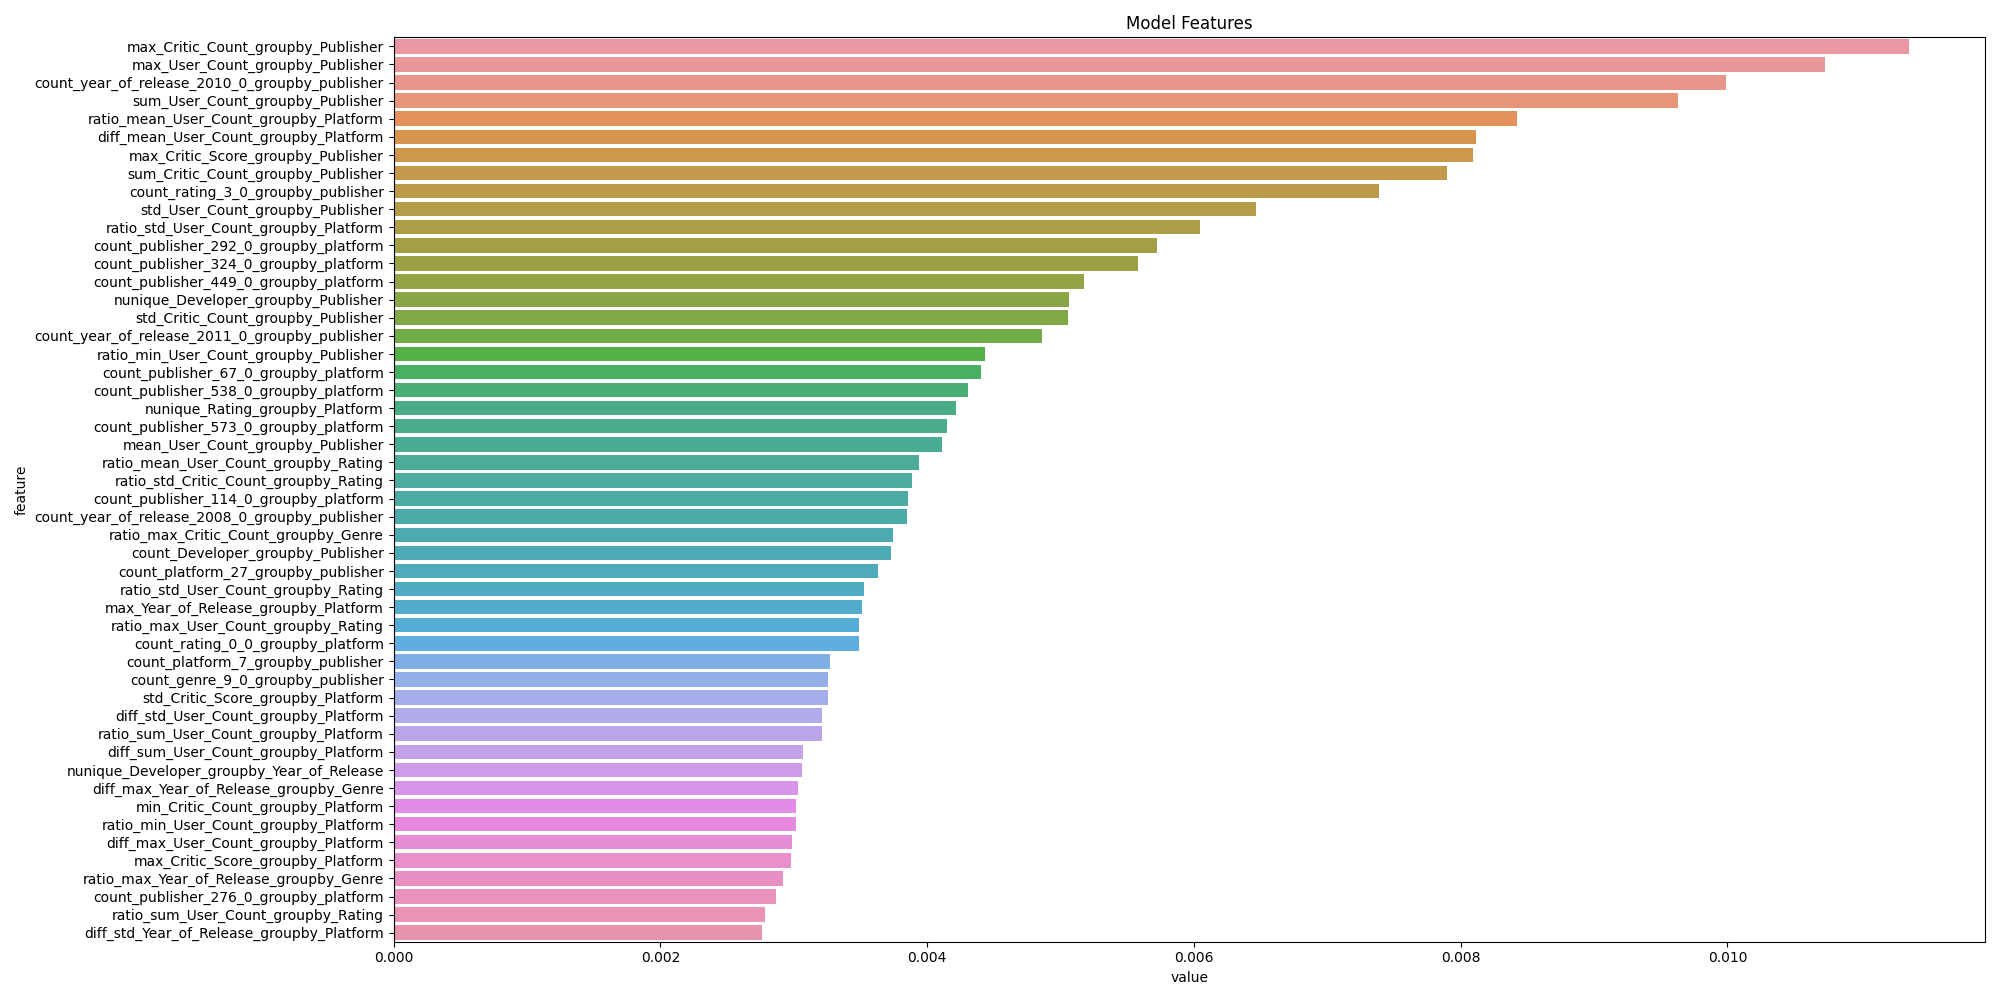 Model Features
max_Critic_Count_groupby_Publisher
max_User_Count_groupby_Publisher
count_year_of_release_2010_0_groupby_publisher
sum_User_Count_groupby_Publisher
ratio_mean_User_Count_groupby_Platform
diff_mean_User_Count_groupby_Platform
max_Critic_Score_groupby_Publisher
sum_Critic_Count_groupby_Publisher
count_rating_3_0_groupby_publisher
std_User_Count_groupby_Publisher
ratio_std_User_Count_groupby_Platform
count_publisher_292_0_groupby_platform
count_publisher_324_0_groupby_platform
count_publisher_449_0_groupby_platform
nunique_Developer_groupby_Publisher
std_Critic_Count_groupby_Publisher
count_year_of_release_2011_0_groupby_publisher
ratio_min_User_Count_groupby_Publisher
count_publisher_67_0_groupby_platform
count_publisher_538_0_groupby_platform
nunique_Rating_groupby_Platform
count_publisher_573_0_groupby_platform
mean_User_Count_groupby_Publisher
ratio_mean_User_Count_groupby_Rating
ratio_std_Critic_Count_groupby_Rating
count_publisher_114_0_groupby_platform
count_year_of_release_2008_0_groupby_publisher
ratio_max_Critic_Count_groupby_Genre
count_Developer_groupby_Publisher
count_platform_27_groupby_publisher
ratio_std_User_Count_groupby_Rating
max_Year_of_Release_groupby_Platform
ratio_max_User_Count_groupby_Rating
count_rating_0_0_groupby_platform
count_platform_7_groupby_publisher
count_genre_9_0_groupby_publisher
std_Critic_Score_groupby_Platform
diff_std_User_Count_groupby_Platform
ratio_sum_User_Count_groupby_Platform
diff_sum_User_Count_groupby_Platform
nunique_Developer_groupby_Year_of_Release
diff_max_Year_of_Release_groupby_Genre
min_Critic_Count_groupby_Platform
ratio_min_User_Count_groupby_Platform
diff_max_User_Count_groupby_Platform
max_Critic_Score_groupby_Platform
ratio_max_Year_of_Release_groupby_Genre
count_publisher_276_0_groupby_platform
ratio_sum_User_Count_groupby_Rating
diff_std_Year_of_Release_groupby_Platform
feature
0.000 0.002 0.004 0.006 0.008 0.010
value